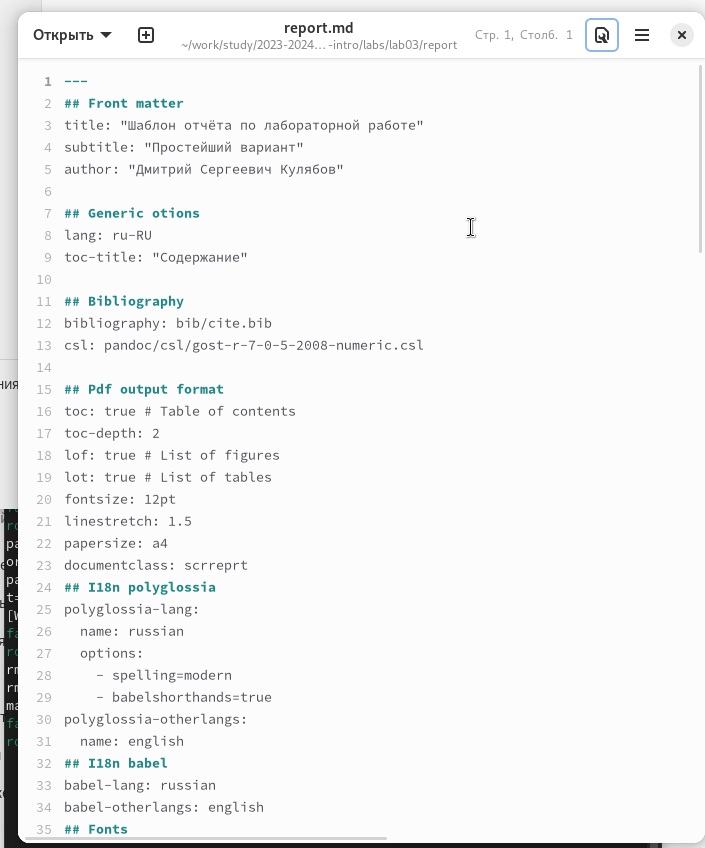 Открыть
report.md
~/work/study/2023-2024… -intro/labs/lab03/report
Стр. 1, Столб. 1
1 ---
2 ## Front matter
3 title: "Шаблон отчёта по лабораторной работе"
4 subtitle: "Простейший вариант"
5 author: "Дмитрий Сергеевич Кулябов"
6
7 ## Generic otions
8 lang: ru-RU
9 toc-title: "Содержание"
10
11 ## Bibliography
12 bibliography: bib/cite.bib
13 csl: pandoc/csl/gost-r-7-0-5-2008-numeric.csl
14
15 ## Pdf output format
16 toc: true # Table of contents
17 toc-depth: 2
18 lof: true # List of figures
19 lot: true # List of tables
20 fontsize: 12pt
21 linestretch: 1.5
22 papersize: a4
23 documentclass: scrreprt
24 ## I18n polyglossia
25 polyglossia-lang:
26   name: russian
27   options:
28     - spelling=modern
29     - babelshorthands=true
30 polyglossia-otherlangs:
31   name: english
32 ## I18n babel
33 babel-lang: russian
34 babel-otherlangs: english
35 ## Fonts